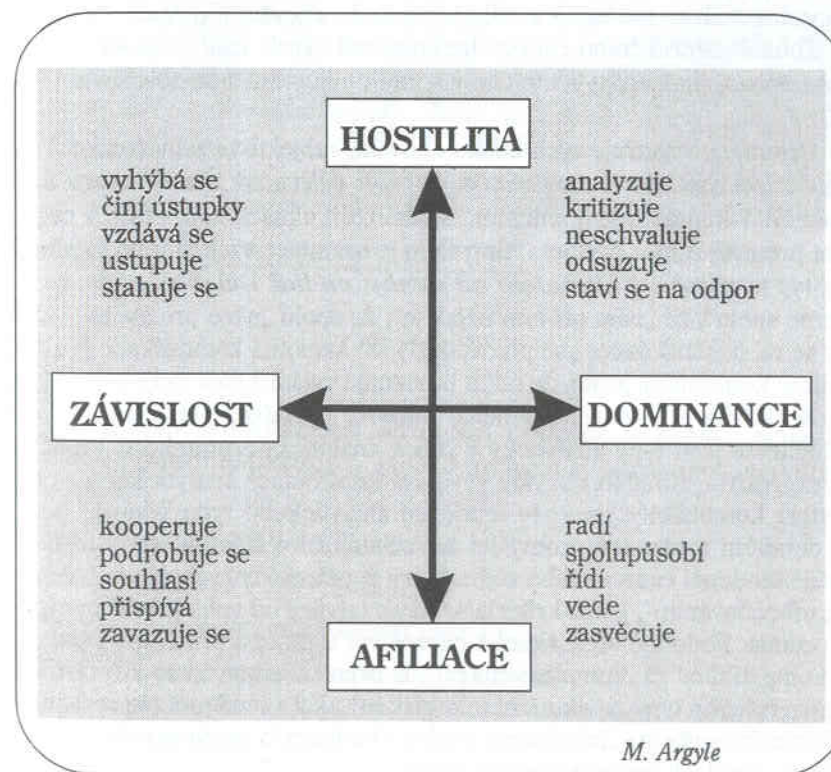 HOSTILITA
vyhýbá se
činí ústupky
vzdává se
ustupuje
stahuje se
analyzuje
kritizuje
neschvaluje
odsuzuje
staví se na odpor
ZÁVISLOST
DOMINANCE
kooperuje
podrobuje se
souhlasí
přispívá
zavazuje se
radí
spolupůsobí
řídí
vede
zasvěcuje
AFILIACE
M. Argyle